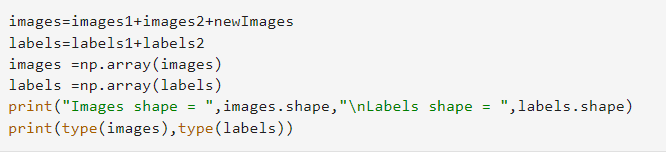 images=images1+images2+newImages
labels=labels1+labels2
images =np.array(images)
labels =np.array(labels)
print("Images shape = ",images.shape,"\nLabels shape = ",labels.shape)
print(type(images),type(labels))